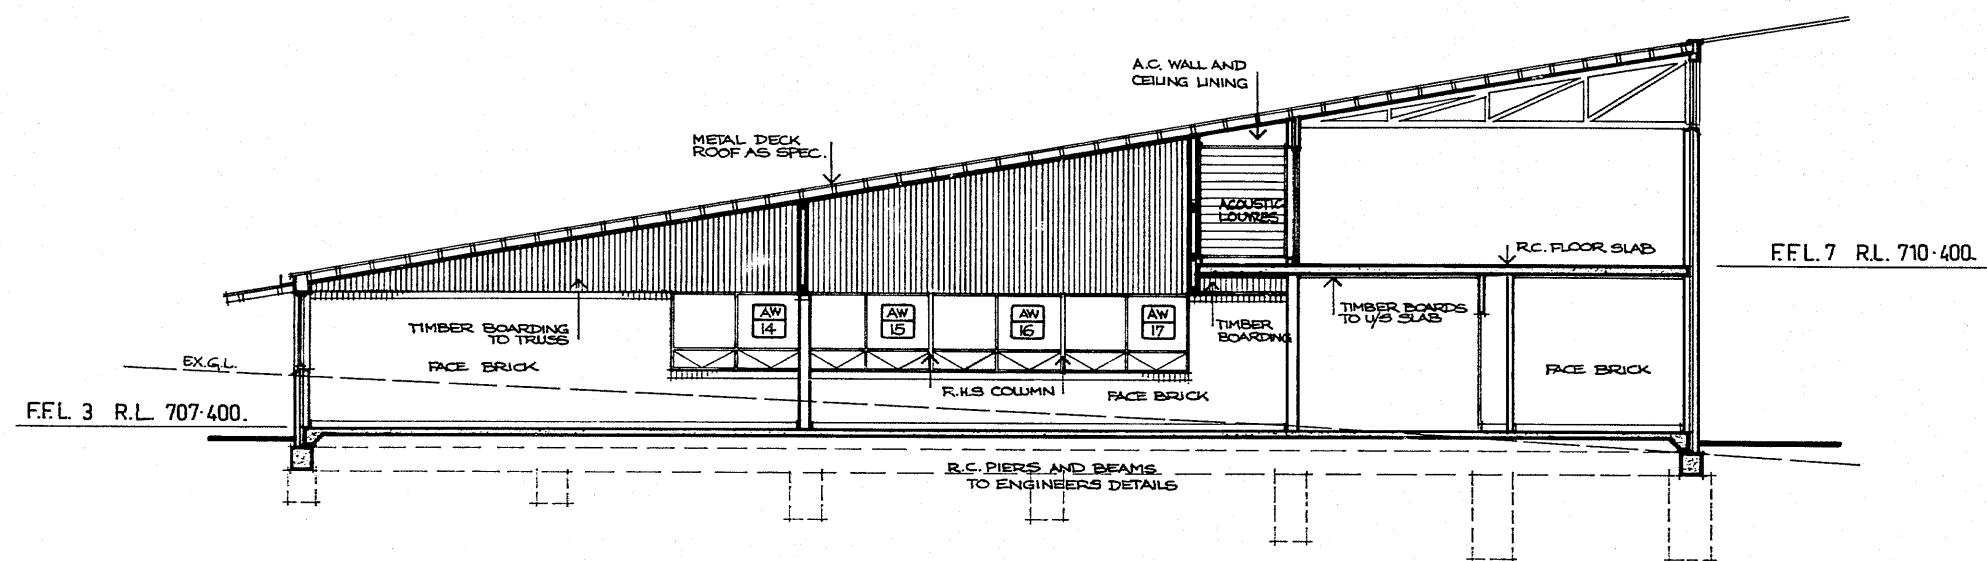 A.C. WALL AND
CEILING LINING
METAL DECK
ROOF AS SPEC.
ACOUSTIC
LOUVRES
R.C. FLOOR SLAB
F.F.L. 7 R.L. 710·400.
TIMBER BOARDING
TO TRUSS
AW
14
AW
15
AW
16
AW
17
TIMBER
BOARDING
TIMBER BOARDS
TO U/S SLAB
EX.G.L.
FACE BRICK
R.H.S COLUMN
FACE BRICK
FACE BRICK
F.F.L. 3 R.L. 707·400.
R.C. PIERS AND BEAMS
TO ENGINEERS DETAILS